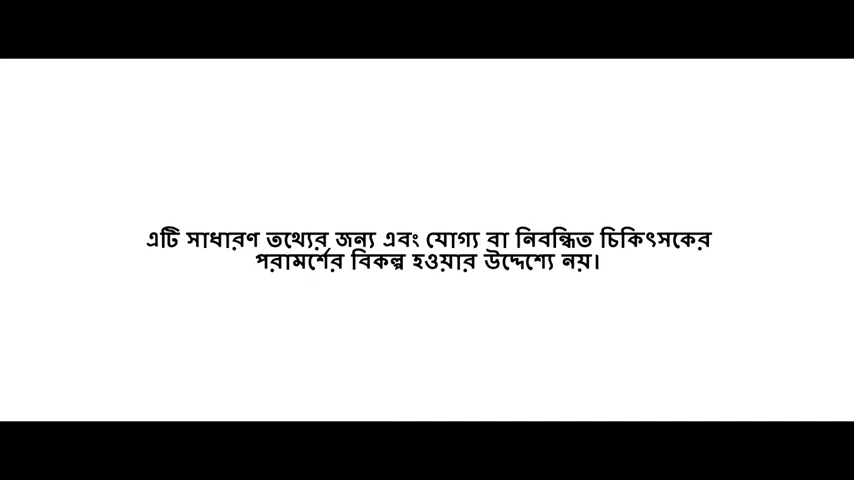 এটি সাধারণ তথ্যের জন্য এবং যোগ্য বা নিবন্ধিত চিকিৎসকের
পরামর্শের বিকল্প হওয়ার উদ্দেশ্যে নয়।